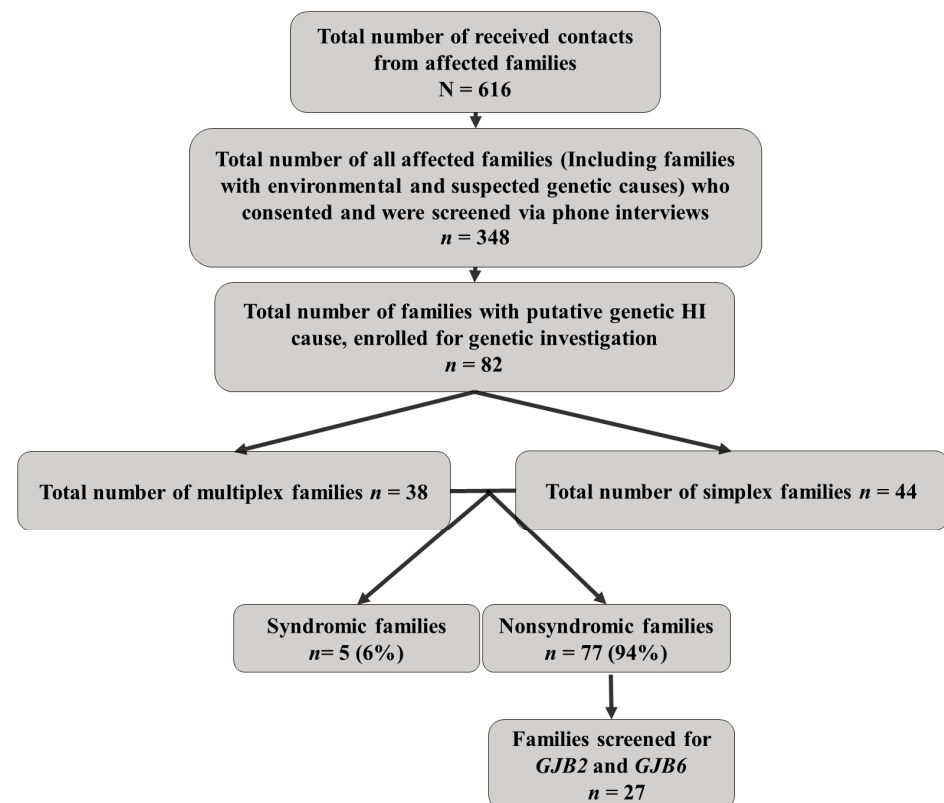 Total number of received contacts
from affected families
N = 616
Total number of all affected families (Including families
with environmental and suspected genetic causes) who
consented and were screened via phone interviews
n = 348
Total number of families with putative genetic HI
cause, enrolled for genetic investigation
n = 82
Total number of multiplex families n = 38
Total number of simplex families n = 44
Syndromic families
n= 5 (6%)
Nonsyndromic families
n = 77 (94%)
Families screened for
GJB2 and GJB6
n = 27